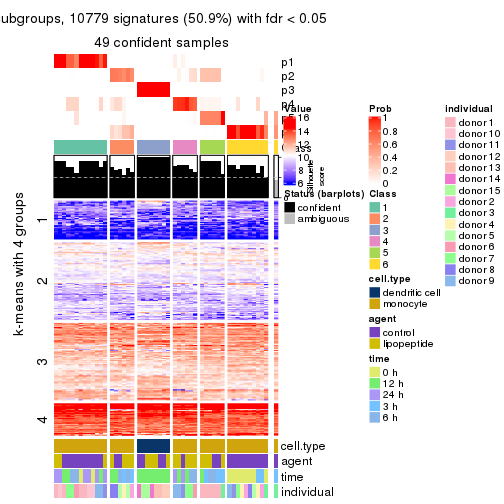 subgroups, 10779 signatures (50.9%) with fdr < 0.05
49 confident samples
p1
p2
p3
p4
Value
16
14
12
10
8
6
Silhouette
score
Status (barplots)
confident
ambiguous
Prob
1
0.8
0.6
0.4
0.2
0
Class
1
2
3
4
5
6
cell.type
dendritic cell
monocyte
agent
control
lipopeptide
time
0 h
12 h
24 h
3 h
6 h
individual
donor 1
donor 10
donor 11
donor 12
donor 13
donor 14
donor 15
donor 2
donor 3
donor 4
donor 5
donor 6
donor 7
donor 8
donor 9
k-means with 4 groups
1
2
3
4
cell.type
agent
time
individual